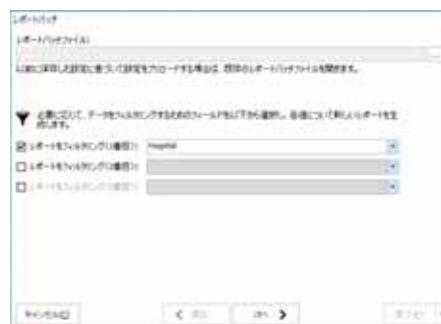 レポートバッチ
レポートバッチファイル:
以前に保存した設定に基づいて設定をプロードする場合は、既存のレポートバッチファイルを開きます。
必要に応じて、データをフィルタリングするためのフィールドを以下から選択し、各値について新しいレポートを生
成します。
レポートをフィルタリング(1番目): Hospital
レポートをフィルタリング(2番目):
レポートをフィルタリング(3番目):
キャンセル(C)
戻る
次へ
完了(F)